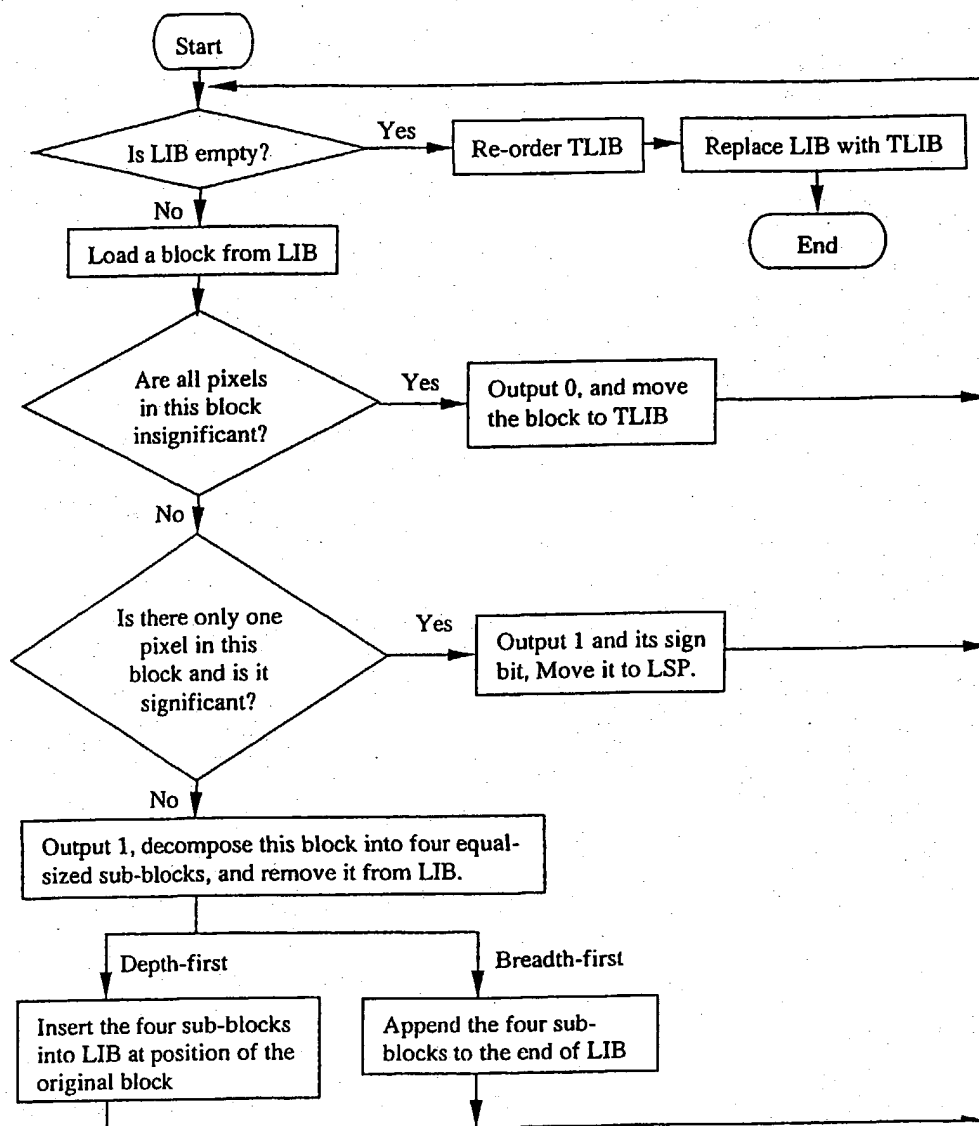 Start
Is LIB empty?
Yes
Re-order TLIB
Replace LIB with TLIB
No
End
Load a block from LIB
Are all pixels
in this block
insignificant?
Yes
Output 0, and move
the block to TLIB
No
Is there only one
pixel in this
block and is it
significant?
Yes
Output 1 and its sign
bit, Move it to LSP.
No
Output 1, decompose this block into four equal-
sized sub-blocks, and remove it from LIB.
Depth-first
Breadth-first
Insert the four sub-blocks
into LIB at position of the
original block
Append the four sub-
blocks to the end of LIB